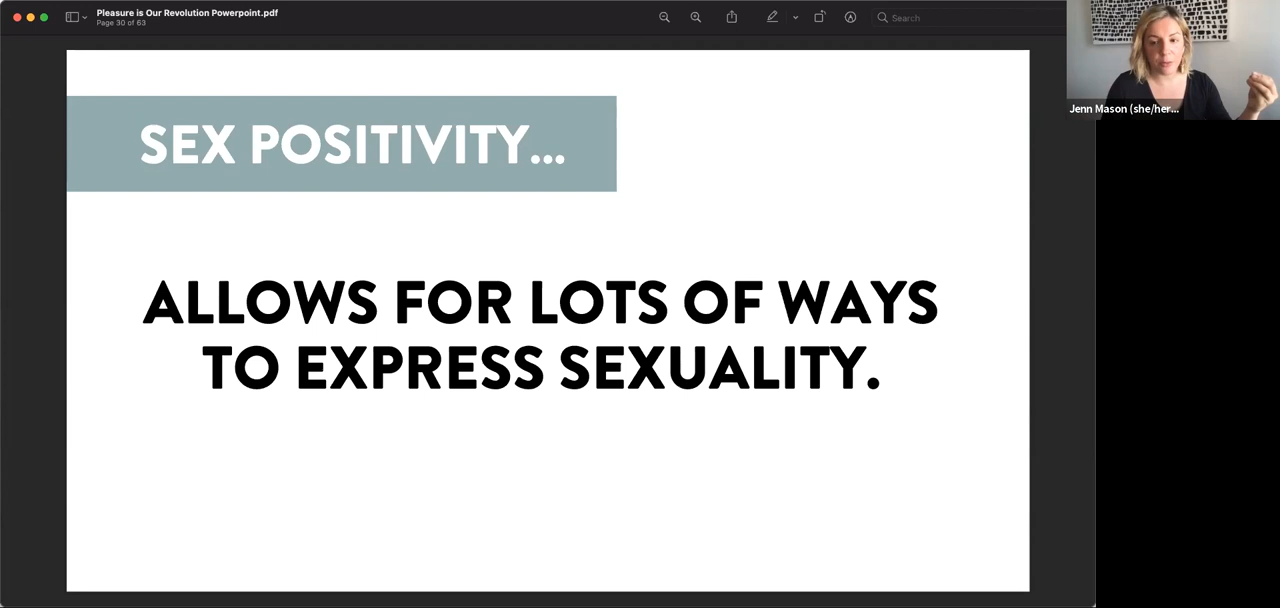 Pleasure is Our Revolution Powerpoint.pdf
Page 30 of 63
Search
Jenn Mason (she/her...
SEX POSITIVITY...
ALLOWS FOR LOTS OF WAYS
TO EXPRESS SEXUALITY.